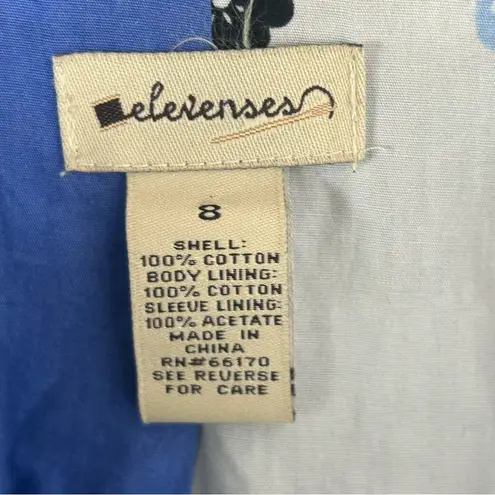 elevenses
8
SHELL:
100% COTTON
BODY LINING:
100% COTTON
SLEEVE LINING:
100% ACETATE
MADE IN
CHINA
RN#66170
SEE REVERSE
FOR CARE